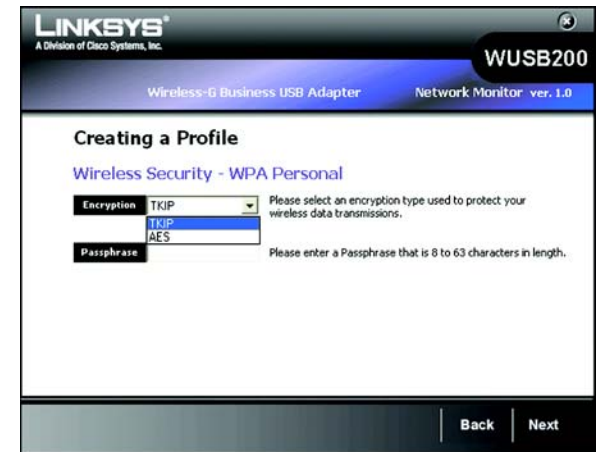 LINKSYS®
A Division of Cisco Systems, Inc.
WUSB200
Wireless-G Business USB Adapter
Network Monitor ver. 1.0
Creating a Profile
Wireless Security - WPA Personal
Encryption
TKIP
Please select an encryption type used to protect your
wireless data transmissions.
TKIP
AES
Passphrase
Please enter a Passphrase that is 8 to 63 characters in length.
Back
Next